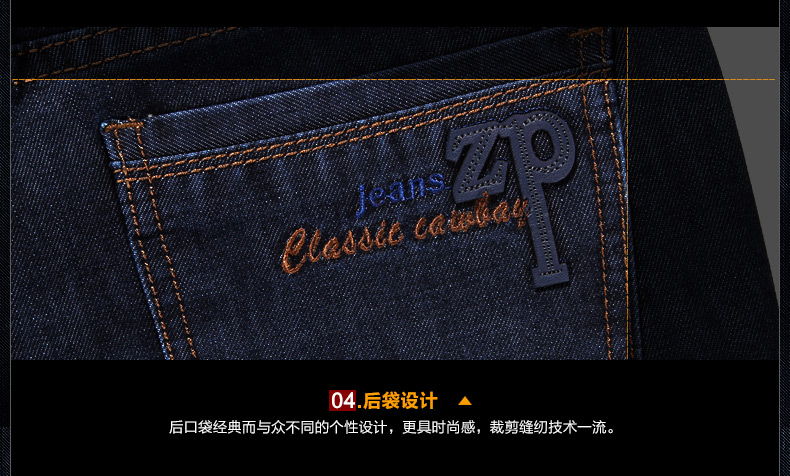 zp
jeans
Classic cawbay
04.后袋设计
后口袋经典而与众不同的个性设计，更具时尚感，裁剪缝纫技术一流。